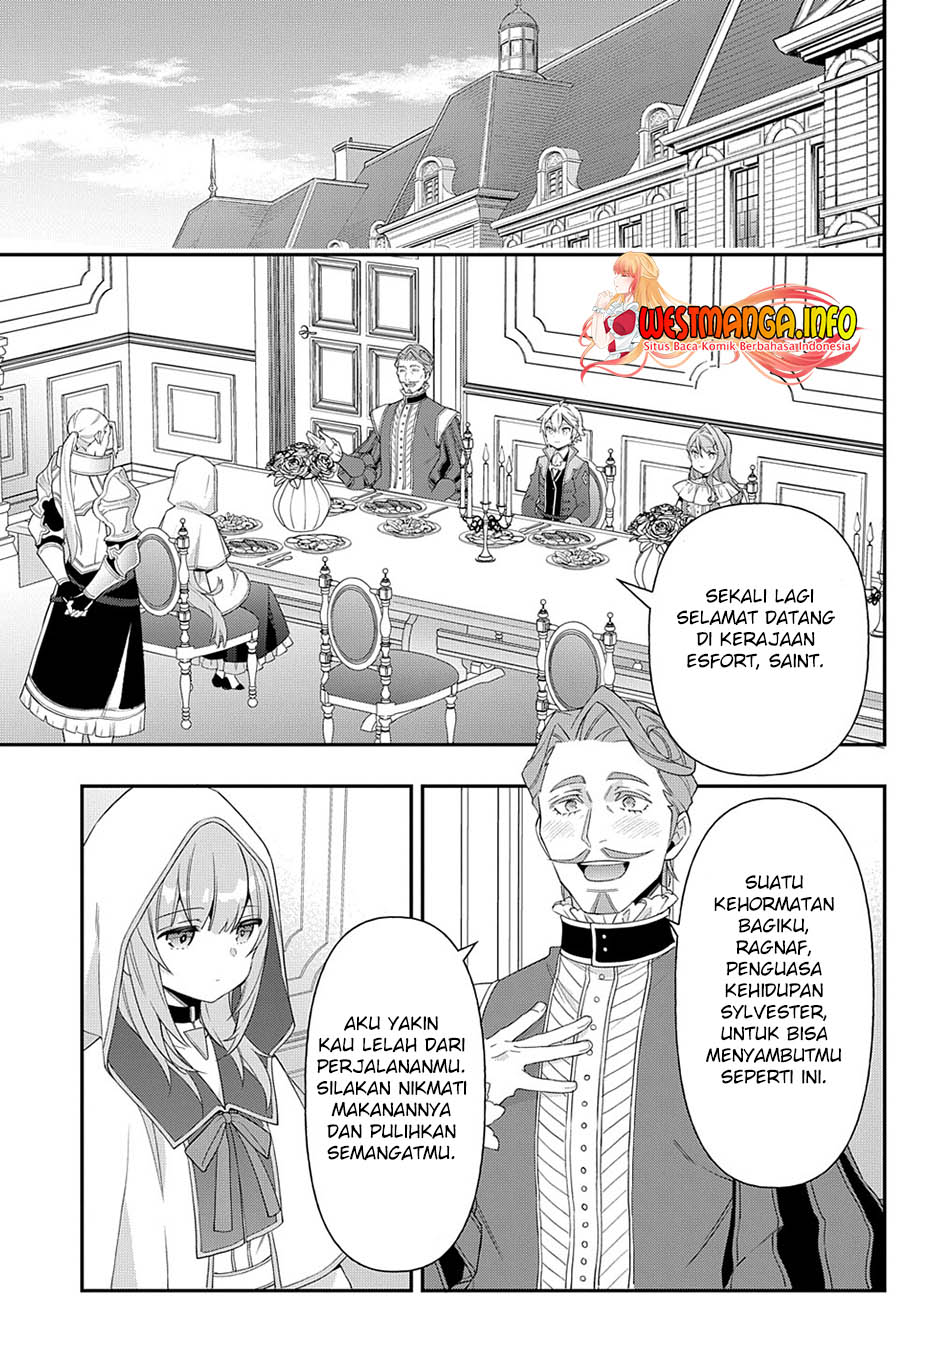 WESTMANGA.INFO
Situs Baca Komik Berbahasa Indonesia
SEKALI LAGI
SELAMAT DATANG
DI KERAJAAN
ESFORT, SAINT.
SUATU
KEHORMATAN
BAGIKU,
RAGNAF,
PENGUASA
KEHIDUPAN
SYLVESTER,
UNTUK BISA
MENYAMBUTMU
SEPERTI INI.
AKU YAKIN
KAU LELAH DARI
PERJALANANMU.
SILAKAN NIKMATI
MAKANANNYA
DAN PULIHKAN
SEMANGATMU.